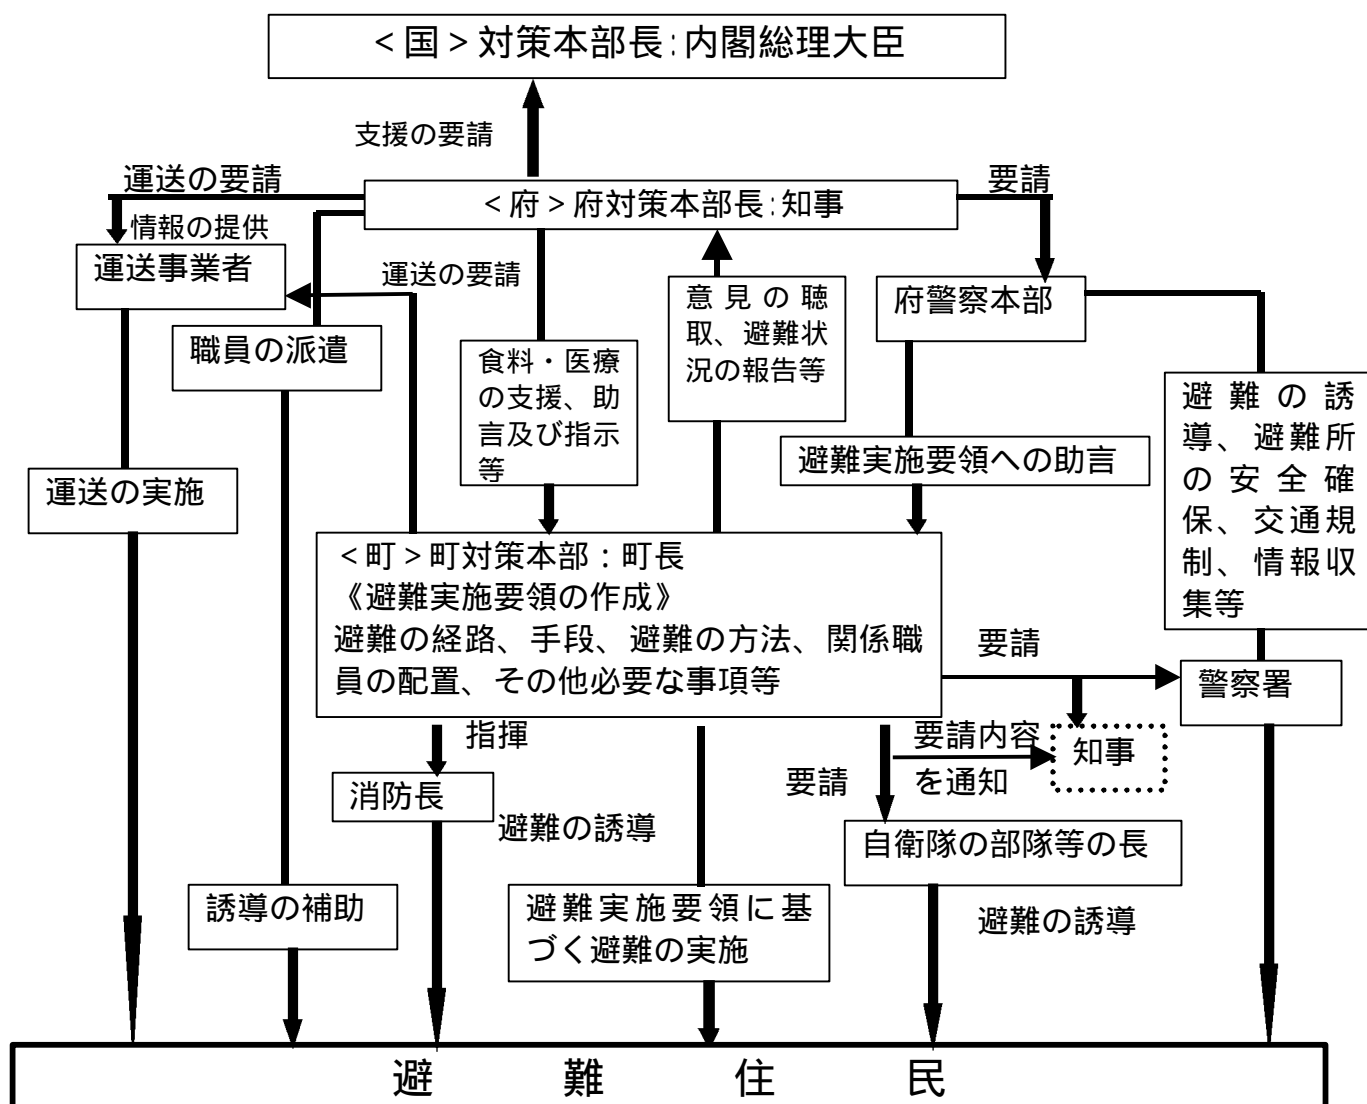 ＜国＞対策本部長:内閣総理大臣
支援の要請
運送の要請
＜府＞府対策本部長:知事
要請
情報の提供
運送事業者
運送の要請
意見の聴
取、避難状
況の報告等
府警察本部
職員の派遣
食料・医療
の支援、助
言及び指示
等
避難の誘
導、避難所
の安全確
保、交通規
制、情報収
集等
避難実施要領への助言
運送の実施
＜町＞町対策本部：町長
《避難実施要領の作成》
避難の経路、手段、避難の方法、関係職
員の配置、その他必要な事項等
要請
警察署
指揮
要請内容
を通知
知事
要請
消防長
避難の誘導
自衛隊の部隊等の長
誘導の補助
避難実施要領に基
づく避難の実施
避難の誘導
避難住民